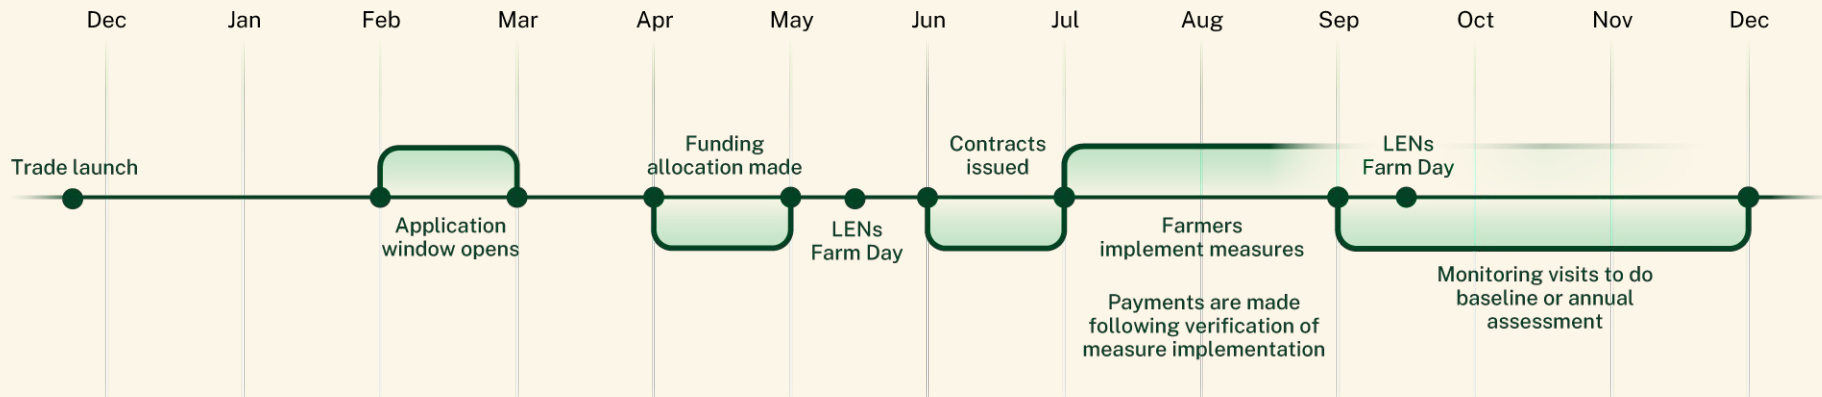 Dec Jan Feb Mar Apr May Jun Jul Aug Sep Oct Nov Dec
Trade launch
Application
window opens
Funding
allocation made
LENs
Farm Day
Contracts
issued
Farmers
implement measures
Payments are made
following verification of
measure implementation
LENs
Farm Day
Monitoring visits to do
baseline or annual
assessment